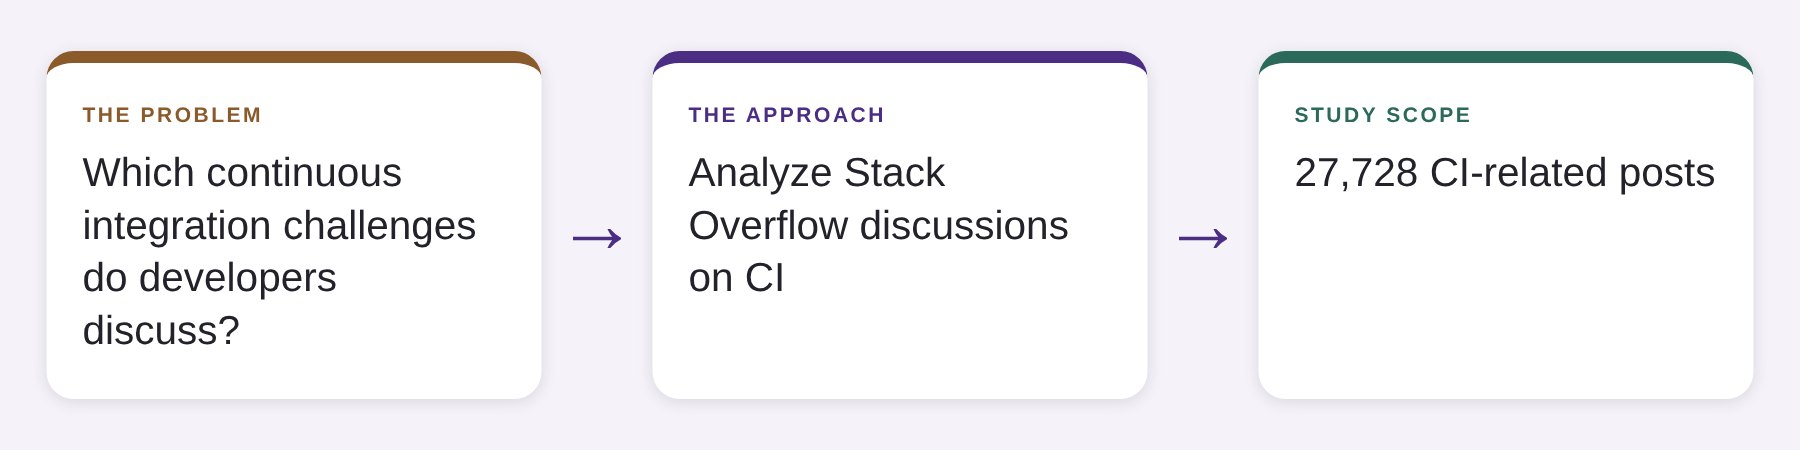 THE PROBLEM
Which continuous
integration challenges
do developers
discuss?
→
THE APPROACH
Analyze Stack
Overflow discussions
on CI
→
STUDY SCOPE
27,728 CI-related posts